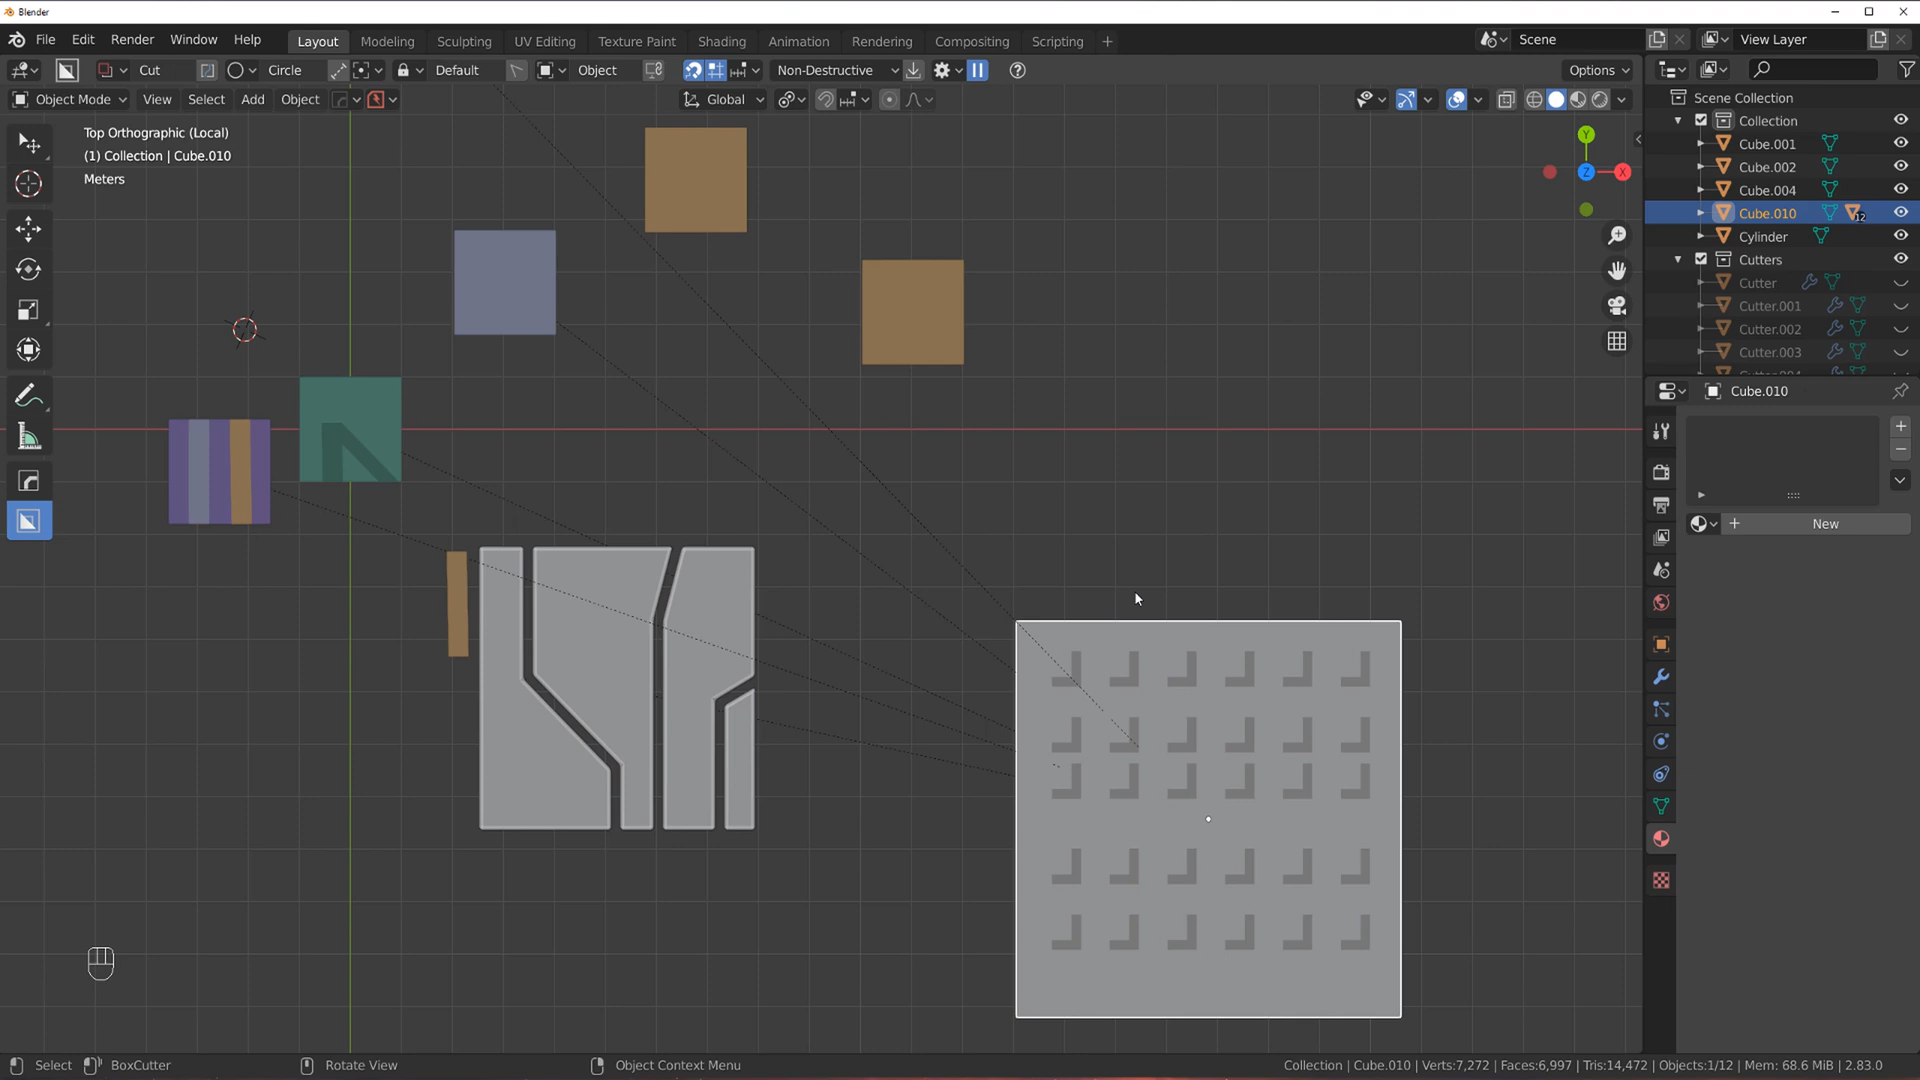 Blender
File Edit Render Window Help Layout Modeling Sculpting UV Editing Texture Paint Shading Animation Rendering Compositing Scripting + Scene View Layer
Cut Circle Default Object Non-Destructive Options
Object Mode View Select Add Object Global
Top Orthographic (Local)
(1) Collection | Cube.010
Meters
Y
Z
X
Scene Collection
Collection
Cube.001
Cube.002
Cube.004
Cube.010 12
Cylinder
Cutters
Cutter
Cutter.001
Cutter.002
Cutter.003
Cube.010
New
Select BoxCutter Rotate View Object Context Menu Collection | Cube.010 | Verts:7,272 | Faces:6,997 | Tris:14,472 | Objects:1/12 | Mem: 68.6 MiB | 2.83.0